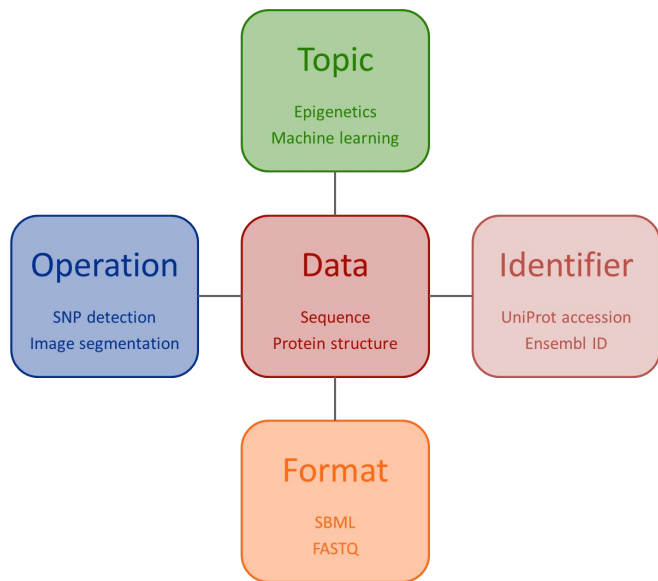 Topic
Epigenetics
Machine learning
Operation
SNP detection
Image segmentation
Data
Sequence
Protein structure
Identifier
UniProt accession
Ensembl ID
Format
SBML
FASTQ